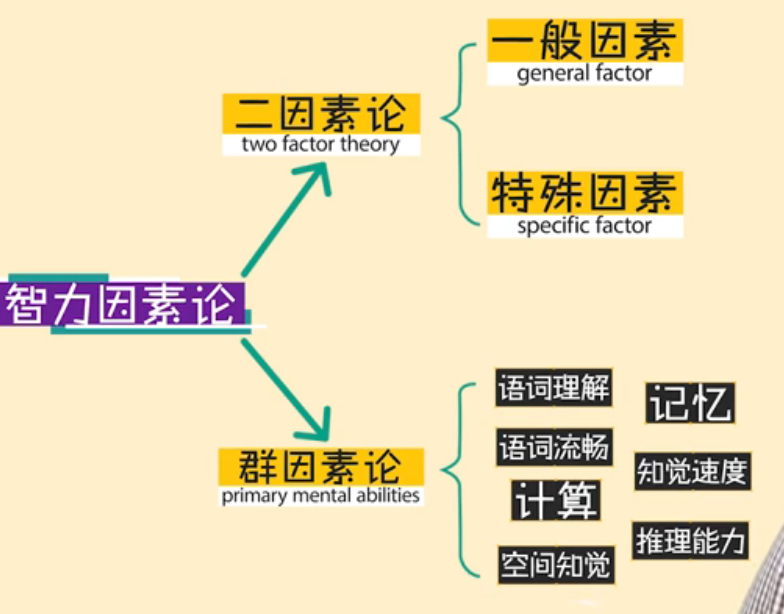 智力因素论
二因素论
two factor theory
一般因素
general factor
特殊因素
specific factor
群因素论
primary mental abilities
语词理解
语词流畅
计算
空间知觉
记忆
知觉速度
推理能力